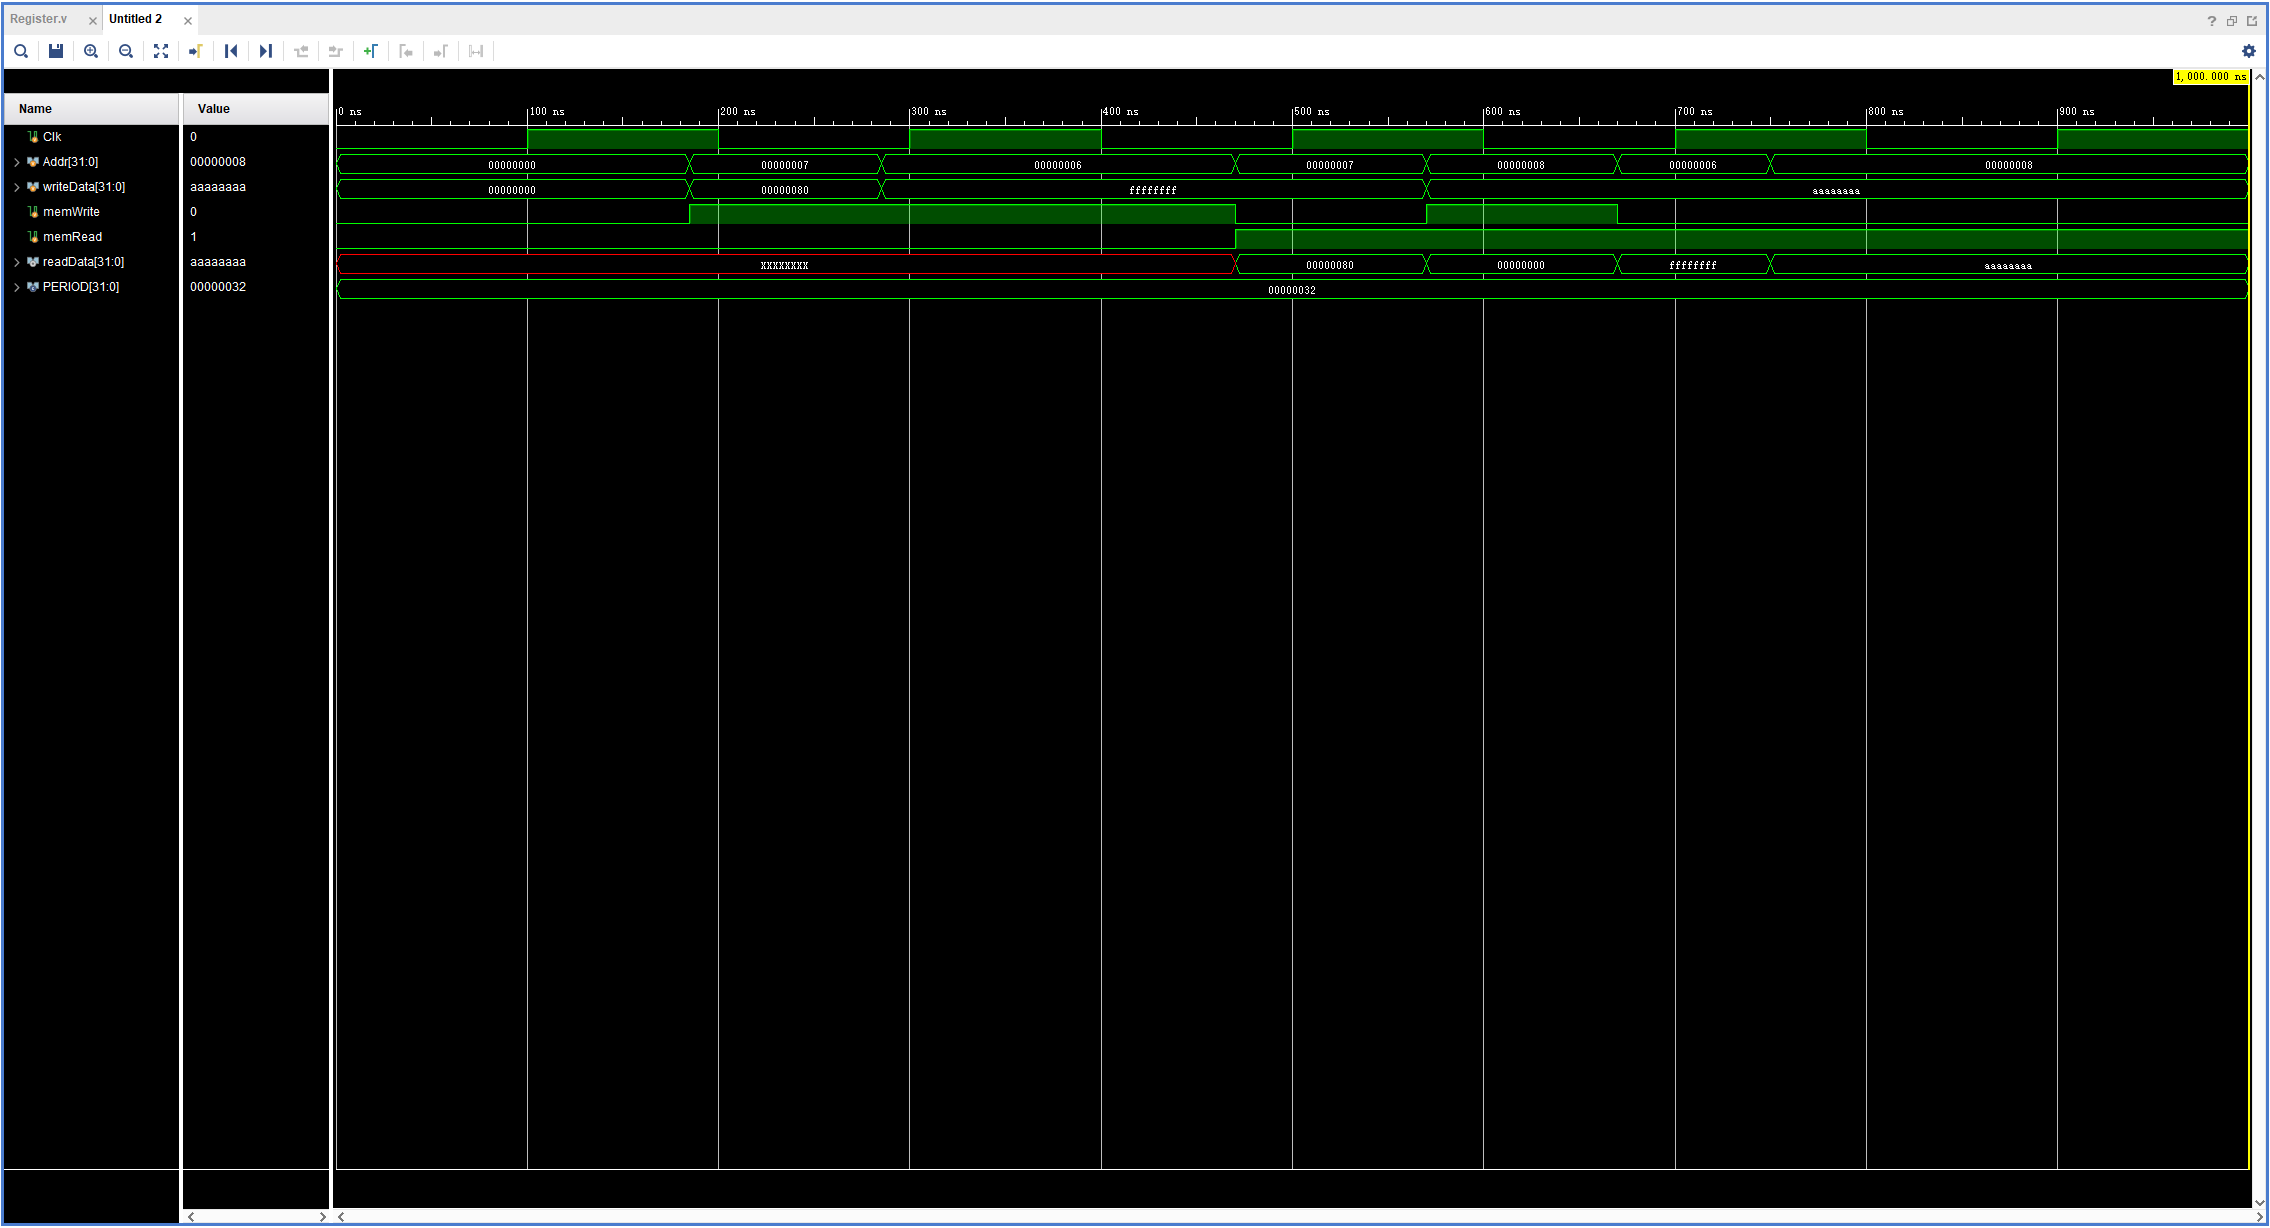 Register.v Untitled 2
1,000.000 ns
Name Value
0 ns 100 ns 200 ns 300 ns 400 ns 500 ns 600 ns 700 ns 800 ns 900 ns
Clk 0
Addr[31:0] 00000008 00000000 00000007 00000006 00000007 00000008 00000006 00000008
writeData[31:0] aaaaaaaa 00000000 00000080 ffffffff aaaaaaaa
memWrite 0
memRead 1
readData[31:0] aaaaaaaa XXXXXXXX 00000080 00000000 ffffffff aaaaaaaa
PERIOD[31:0] 00000032 00000032